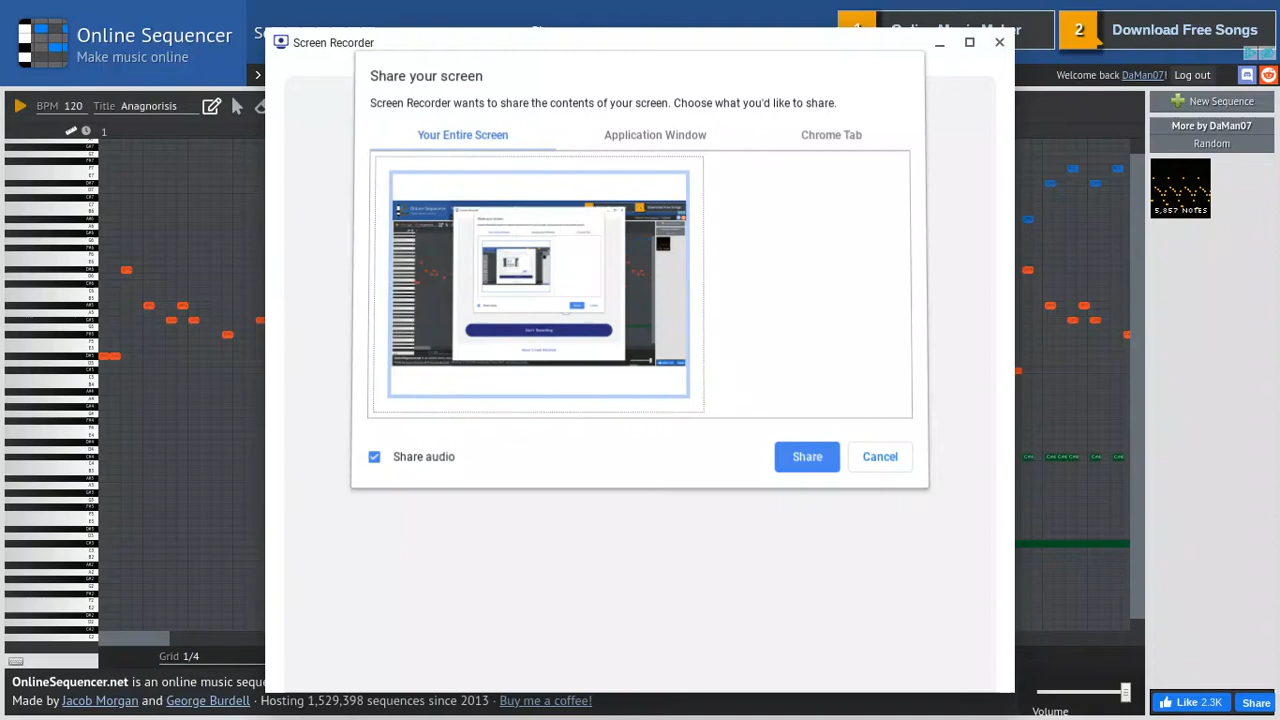 Online Sequencer
Make music online
2 Download Free Songs
Welcome back DaMan07! Log out
BPM 120 Title Anagnorisis
1
Screen Recorder
Share your screen
Screen Recorder wants to share the contents of your screen. Choose what you'd like to share.
Your Entire Screen
Application Window
Chrome Tab
Share audio
Share
Cancel
New Sequence
More by DaMan07
Random
5,857 NOTES
Grid 1/4
OnlineSequencer.net is an online music seque
Made by Jacob Morgan and George Burdell · Hosting 1,529,398 sequences since 2013 · Buy me a coffee!
Volume
Like 2.3K
Share